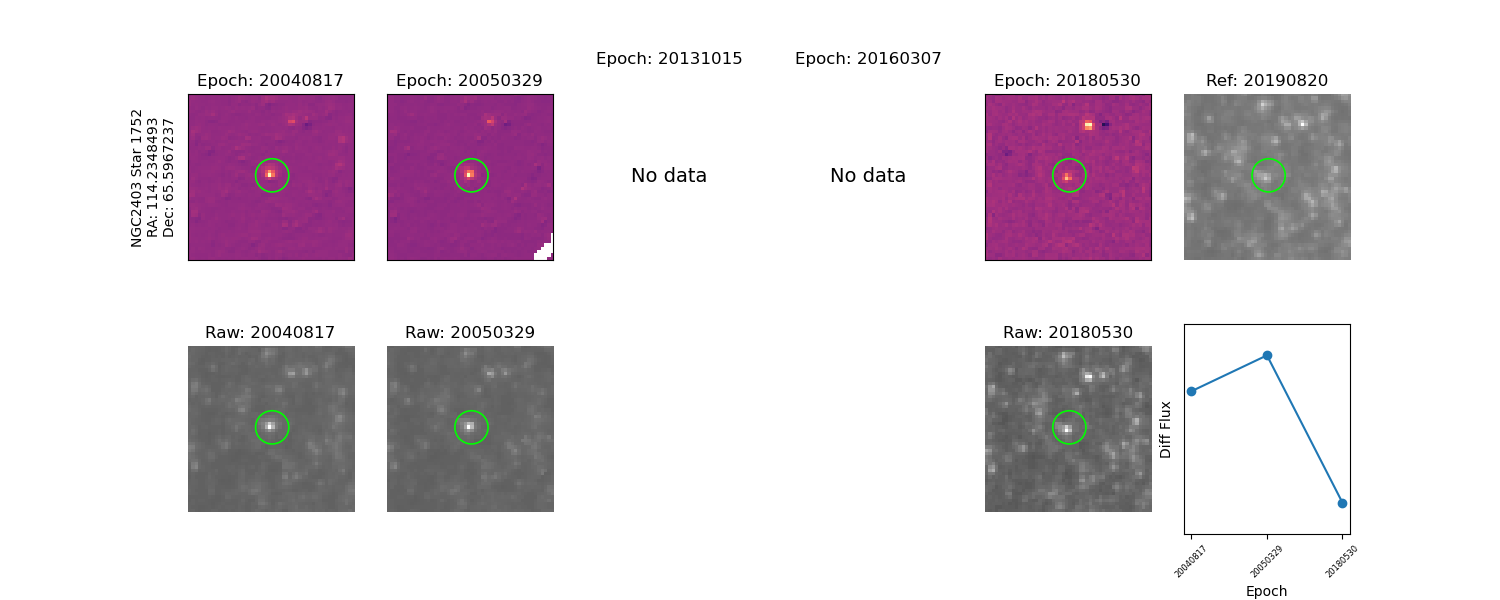 Epoch: 20131015
Epoch: 20160307
Epoch: 20040817
Epoch: 20050329
Epoch: 20180530
Ref: 20190820
NGC2403 Star 1752
RA: 114.2348493
Dec: 65.5967237
No data
No data
Raw: 20040817
Raw: 20050329
Raw: 20180530
Diff Flux
20040817
20050329
20180530
Epoch